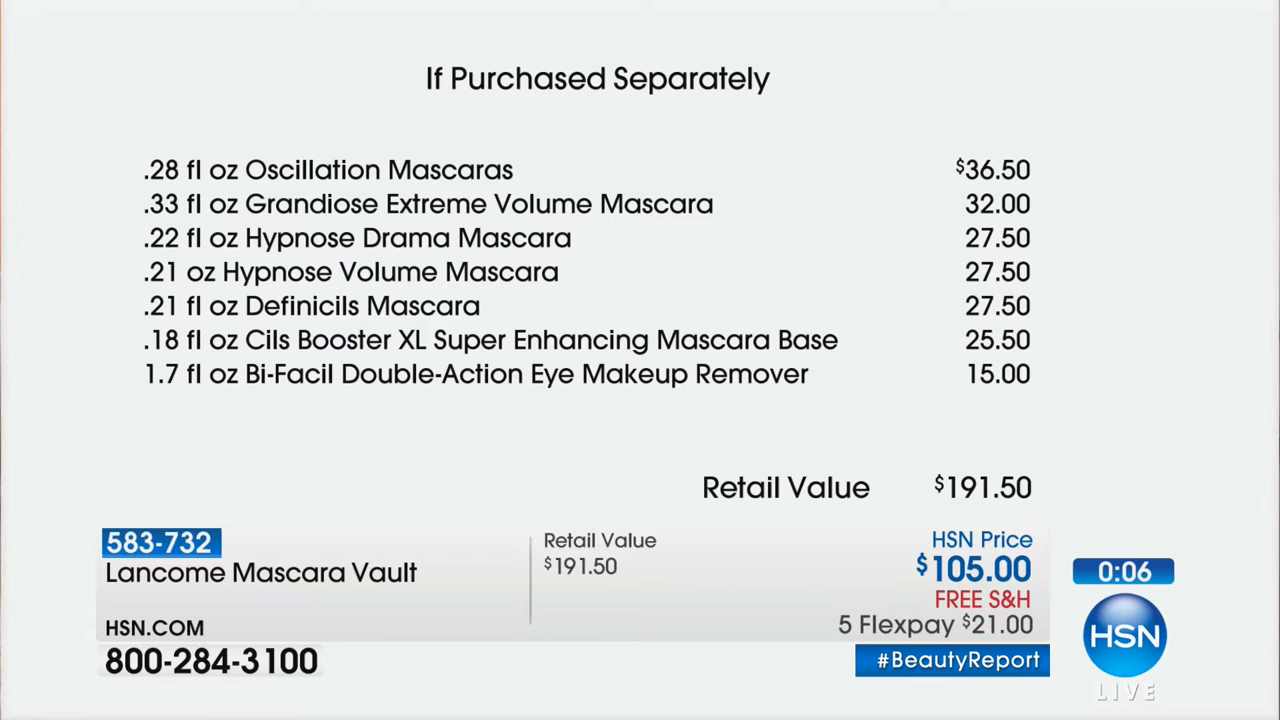 If Purchased Separately
.28 fl oz Oscillation Mascaras $36.50
.33 fl oz Grandiose Extreme Volume Mascara 32.00
.22 fl oz Hypnose Drama Mascara 27.50
.21 oz Hypnose Volume Mascara 27.50
.21 fl oz Definicils Mascara 27.50
.18 fl oz Cils Booster XL Super Enhancing Mascara Base 25.50
1.7 fl oz Bi-Facil Double-Action Eye Makeup Remover 15.00
Retail Value $191.50
583-732
Lancome Mascara Vault
HSN.COM
800-284-3100
Retail Value
$191.50
HSN Price
$105.00
FREE S&H
5 Flexpay $21.00
#BeautyReport
0:06
HSN
LIVE